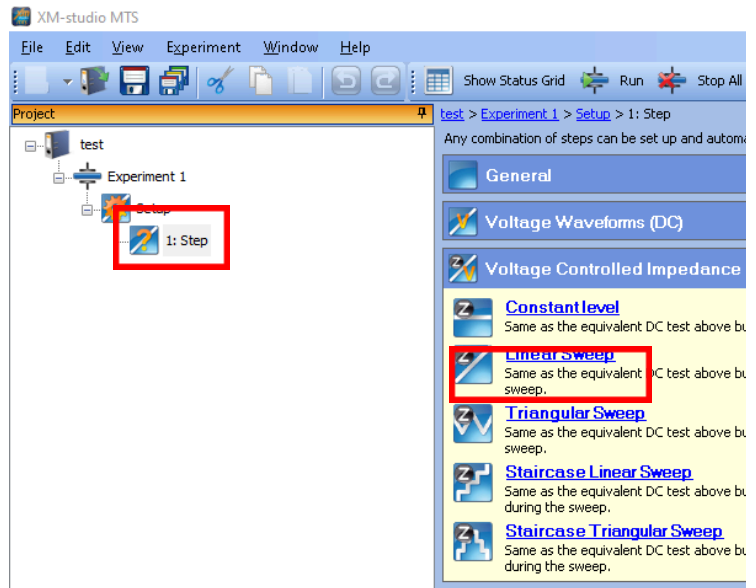 XM-studio MTS
File Edit View Experiment Window Help
Show Status Grid Run Stop All
Project
test > Experiment 1 > Setup > 1: Step
Any combination of steps can be set up and automa
test
Experiment 1
Setup
1: Step
General
Voltage Waveforms (DC)
Voltage Controlled Impedance
Constant level
Same as the equivalent DC test above bu
Linear Sweep
Same as the equivalent DC test above bu
sweep.
Triangular Sweep
Same as the equivalent DC test above bu
sweep.
Staircase Linear Sweep
Same as the equivalent DC test above bu
during the sweep.
Staircase Triangular Sweep
Same as the equivalent DC test above bu
during the sweep.